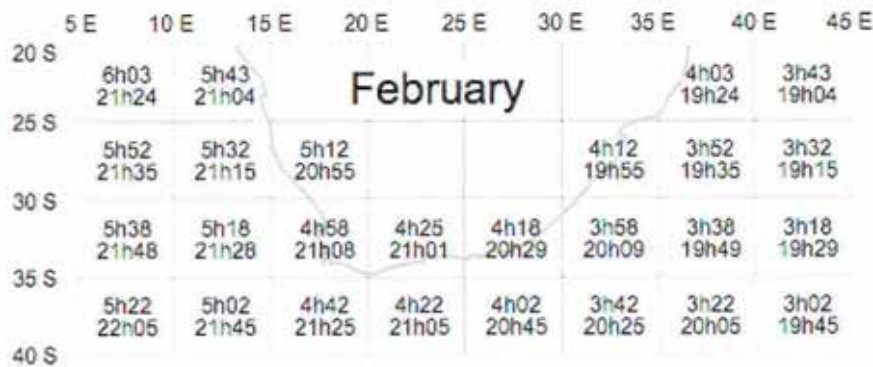 5 E 10 E 15 E 20 E 25 E 30 E 35 E 40 E 45 E
20 S
6h03 5h43 4h03 3h43
21h24 21h04 February 19h24 19h04
25 S
5h52 5h32 5h12 4h12 3h52 3h32
21h35 21h15 20h55 19h55 19h35 19h15
30 S
5h38 5h18 4h58 4h25 4h18 3h58 3h38 3h18
21h48 21h28 21h08 21h01 20h29 20h09 19h49 19h29
35 S
5h22 5h02 4h42 4h22 4h02 3h42 3h22 3h02
22h05 21h45 21h25 21h05 20h45 20h25 20h05 19h45
40 S